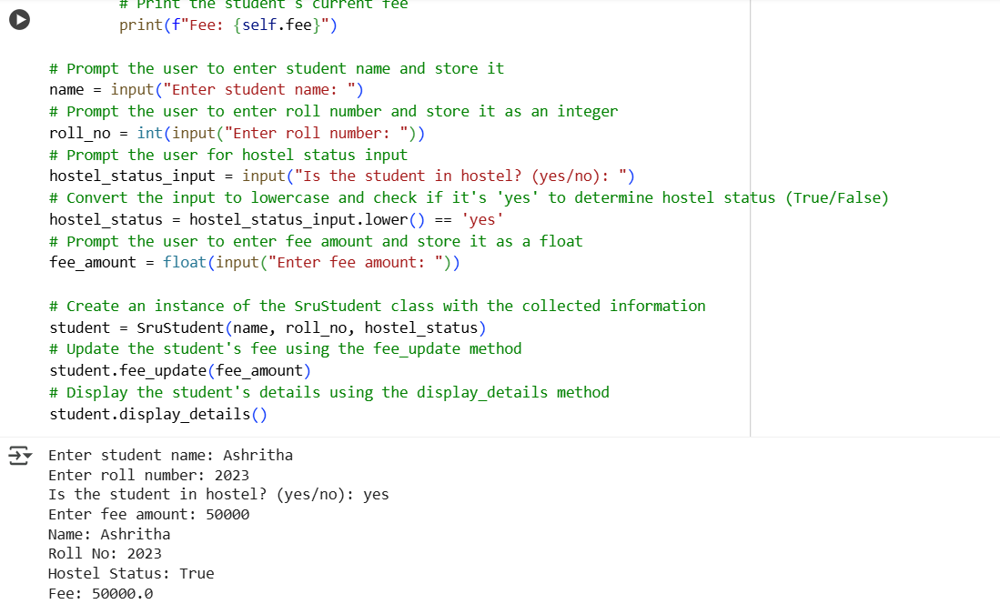 # Print the student's current fee
print(f"Fee: {self.fee}")
# Prompt the user to enter student name and store it
name = input("Enter student name: ")
# Prompt the user to enter roll number and store it as an integer
roll_no = int(input("Enter roll number: "))
# Prompt the user for hostel status input
hostel_status_input = input("Is the student in hostel? (yes/no): ")
# Convert the input to lowercase and check if it's 'yes' to determine hostel status (True/False)
hostel_status = hostel_status_input.lower() == 'yes'
# Prompt the user to enter fee amount and store it as a float
fee_amount = float(input("Enter fee amount: "))
# Create an instance of the SruStudent class with the collected information
student = SruStudent(name, roll_no, hostel_status)
# Update the student's fee using the fee_update method
student.fee_update(fee_amount)
# Display the student's details using the display_details method
student.display_details()
Enter student name: Ashritha
Enter roll number: 2023
Is the student in hostel? (yes/no): yes
Enter fee amount: 50000
Name: Ashritha
Roll No: 2023
Hostel Status: True
Fee: 50000.0